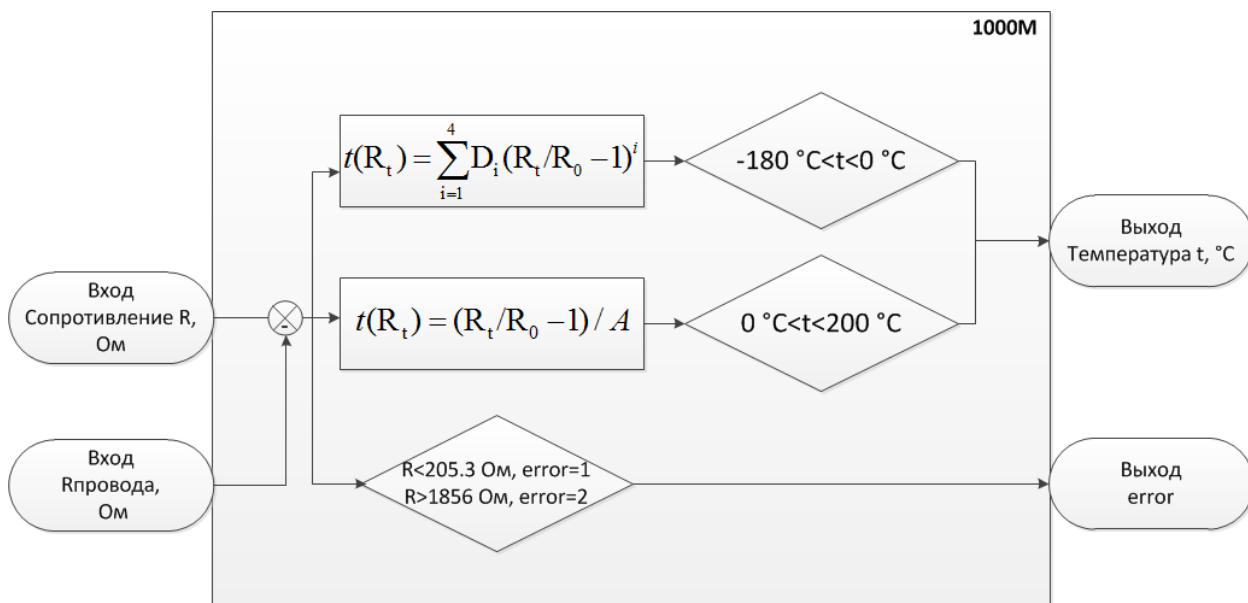 1000М
4
t(Rt) = ∑ Di (Rt/R0 −1)^i
i=1
-180 °C<t<0 °C
Выход
Температура t, °C
Вход
Сопротивление R,
Ом
-
t(Rt) = (Rt/R0 −1) / A
0 °C<t<200 °C
Вход
Rпровода,
Ом
R<205.3 Ом, error=1
R>1856 Ом, error=2
Выход
error